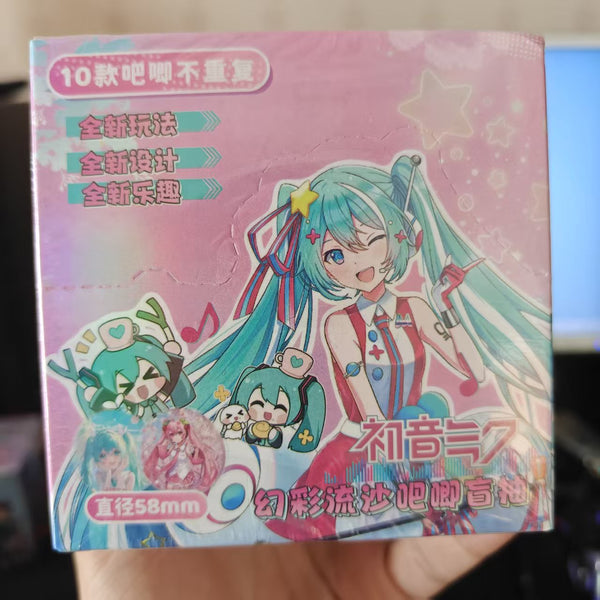 10款吧唧不重复
全新玩法
全新设计
全新乐趣
初音ミク
幻彩流沙吧唧盲抽
直径58mm